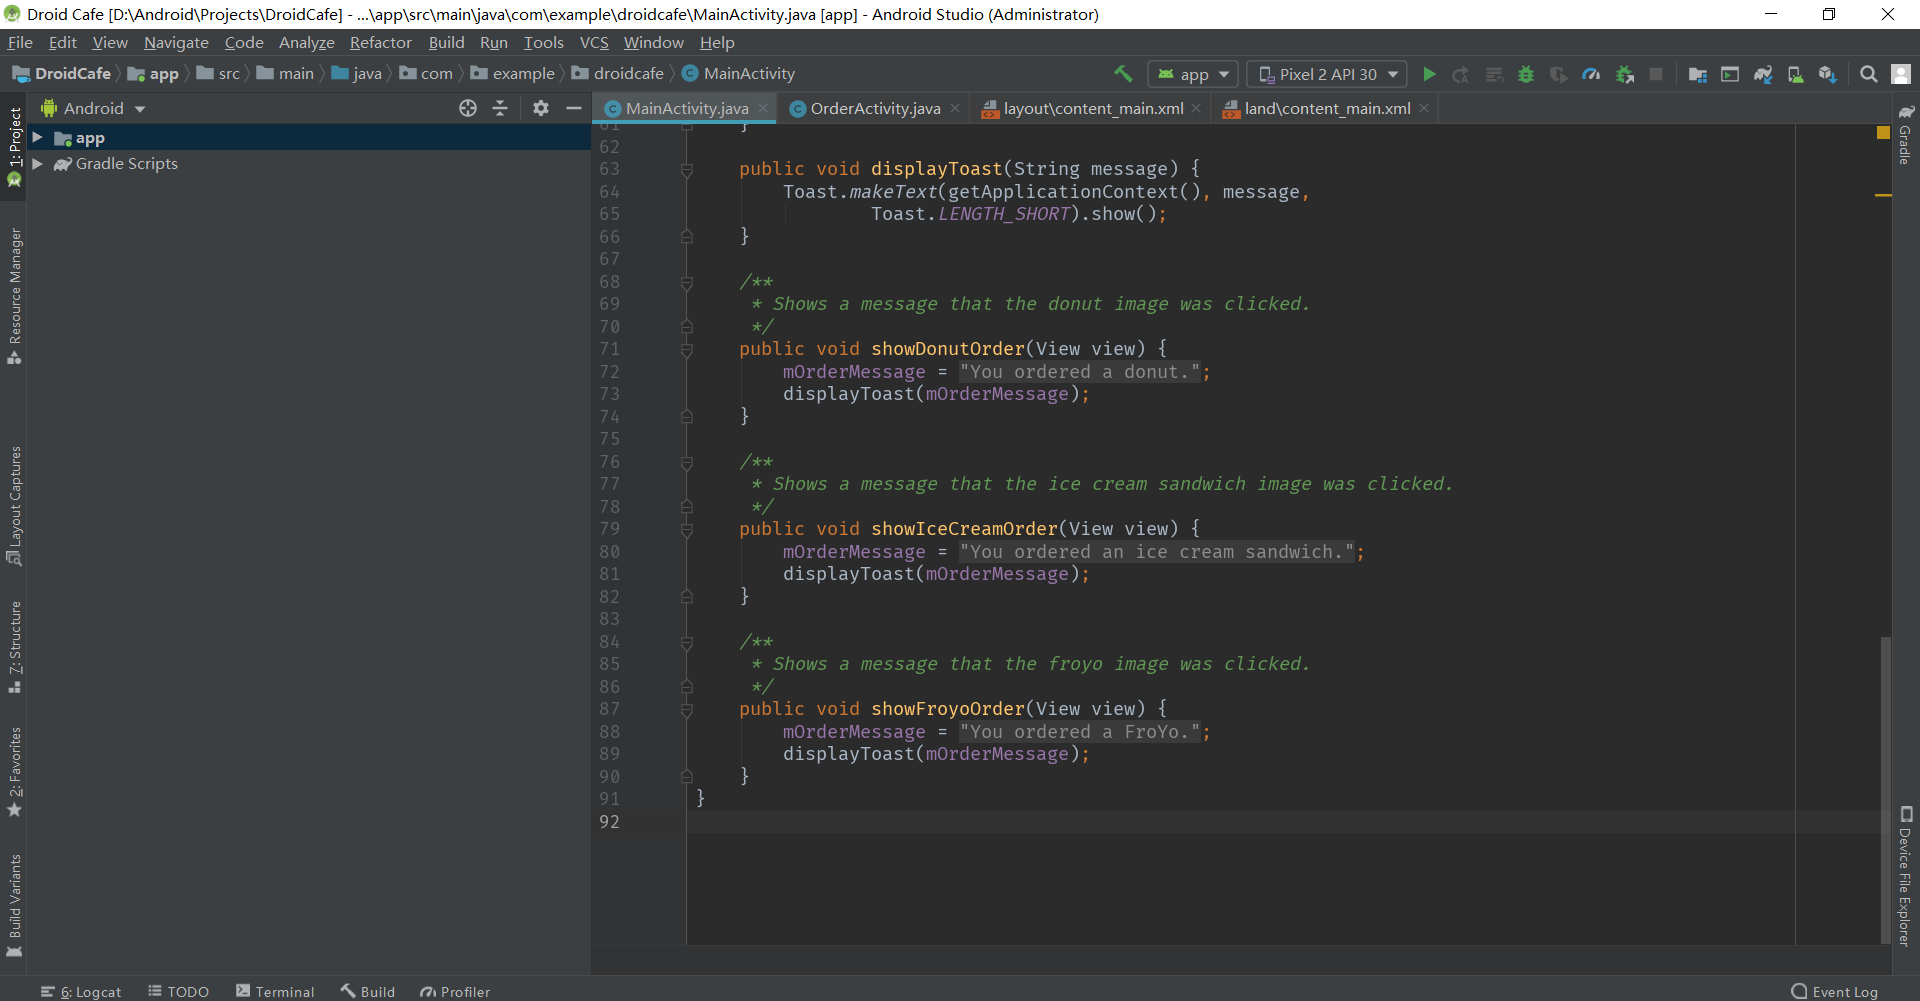 Droid Cafe [D:\Android\Projects\DroidCafe] - ...\app\src\main\java\com\example\droidcafe\MainActivity.java [app] - Android Studio (Administrator)
File Edit View Navigate Code Analyze Refactor Build Run Tools VCS Window Help
DroidCafe app src main java com example droidcafe MainActivity app Pixel 2 API 30
Android
MainActivity.java OrderActivity.java layout\content_main.xml land\content_main.xml
app
Gradle Scripts
1: Project
Resource Manager
Layout Captures
7: Structure
2: Favorites
Build Variants
61 }
62
63 public void displayToast(String message) {
64 Toast.makeText(getApplicationContext(), message,
65 Toast.LENGTH_SHORT).show();
66 }
67
68 /**
69 * Shows a message that the donut image was clicked.
70 */
71 public void showDonutOrder(View view) {
72 mOrderMessage = "You ordered a donut.";
73 displayToast(mOrderMessage);
74 }
75
76 /**
77 * Shows a message that the ice cream sandwich image was clicked.
78 */
79 public void showIceCreamOrder(View view) {
80 mOrderMessage = "You ordered an ice cream sandwich.";
81 displayToast(mOrderMessage);
82 }
83
84 /**
85 * Shows a message that the froyo image was clicked.
86 */
87 public void showFroyoOrder(View view) {
88 mOrderMessage = "You ordered a FroYo.";
89 displayToast(mOrderMessage);
90 }
91 }
92
Gradle
Device File Explorer
6: Logcat TODO Terminal Build Profiler Event Log